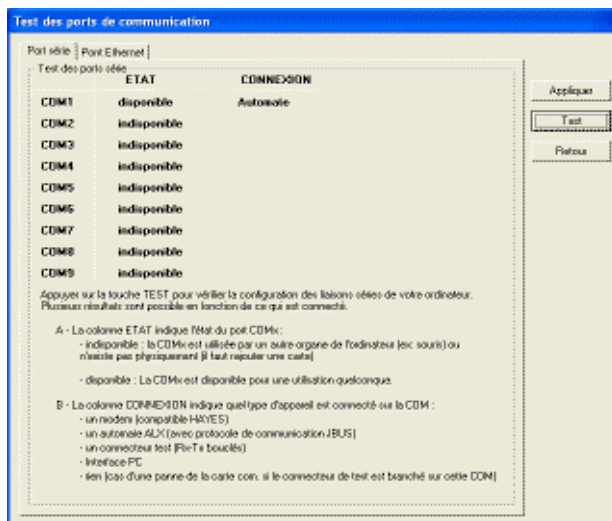 Test des ports de communication
Port série Pont Ethernet
Test des ports série
ETAT CONNEXION
COM1 disponible Automate
COM2 indisponible
COM3 indisponible
COM4 indisponible
COM5 indisponible
COM6 indisponible
COM7 indisponible
COM8 indisponible
COM9 indisponible
Appliquer
Test
Retour
Appuyer sur la touche TEST pour vérifier la configuration des liaisons séries de votre ordinateur.
Plusieurs résultats sont possible en fonction de ce qui est connecté.
A - La colonne ETAT indique l'état du port COMx :
- indisponible : la COMx est utilisée par un autre organe de l'ordinateur (ex: souris) ou
n'existe pas physiquement (il faut rajouter une carte)
- disponible : La COMx est disponible pour une utilisation quelconque.
B - La colonne CONNEXION indique quel type d'appareil est connecté sur la COM :
- un modem (compatible HAYES)
- un automate ALX (avec protocole de communication JBUS)
- un connecteur test (Rx-Tx bouclés)
- Interface PC
- rien (cas d'une panne de la carte com. si le connecteur de test est branché sur cette COM)